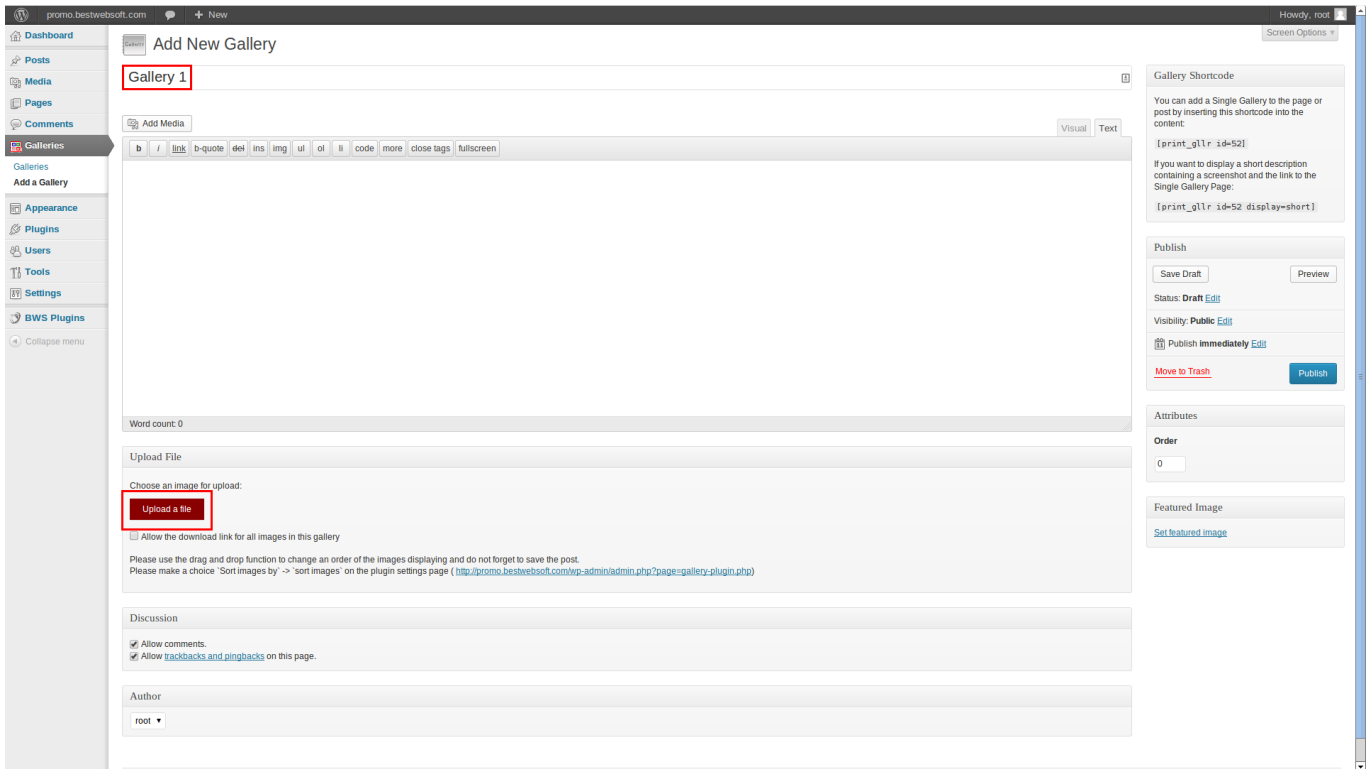 promo.bestwebsoft.com
+ New
Howdy, root
Screen Options
Dashboard
Posts
Media
Pages
Comments
Galleries
Galleries
Add a Gallery
Appearance
Plugins
Users
Tools
Settings
BWS Plugins
Collapse menu
Add New Gallery
Gallery 1
Add Media
Visual Text
b i link b-quote del ins img ul ol li code more close tags fullscreen
Word count: 0
Upload File
Choose an image for upload:
Upload a file
Allow the download link for all images in this gallery
Please use the drag and drop function to change an order of the images displaying and do not forget to save the post.
Please make a choice `Sort images by` -> `sort images` on the plugin settings page ( http://promo.bestwebsoft.com/wp-admin/admin.php?page=gallery-plugin.php)
Discussion
Allow comments.
Allow trackbacks and pingbacks on this page.
Author
root
Gallery Shortcode
You can add a Single Gallery to the page or
post by inserting this shortcode into the
content:
[print_gllr id=52]
If you want to display a short description
containing a screenshot and the link to the
Single Gallery Page:
[print_gllr id=52 display=short]
Publish
Save Draft Preview
Status: Draft Edit
Visibility: Public Edit
Publish immediately Edit
Move to Trash Publish
Attributes
Order
0
Featured Image
Set featured image